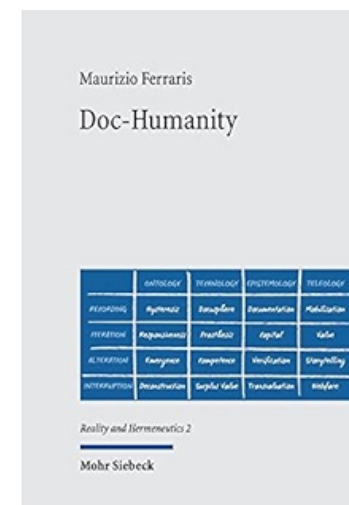 Maurizio Ferraris
Doc-Humanity
ONTOLOGY TECHNOLOGY EPISTEMOLOGY TELEOLOGY
RECORDING Hysteresis Docusphere Documentation Mobilization
ITERATION Responsiveness Prosthesis Capital Value
ALTERATION Emergence Competence Verification Storytelling
INTERRUPTION Deconstruction Surplus Value Transvaluation Webfare
Reality and Hermeneutics 2
Mohr Siebeck